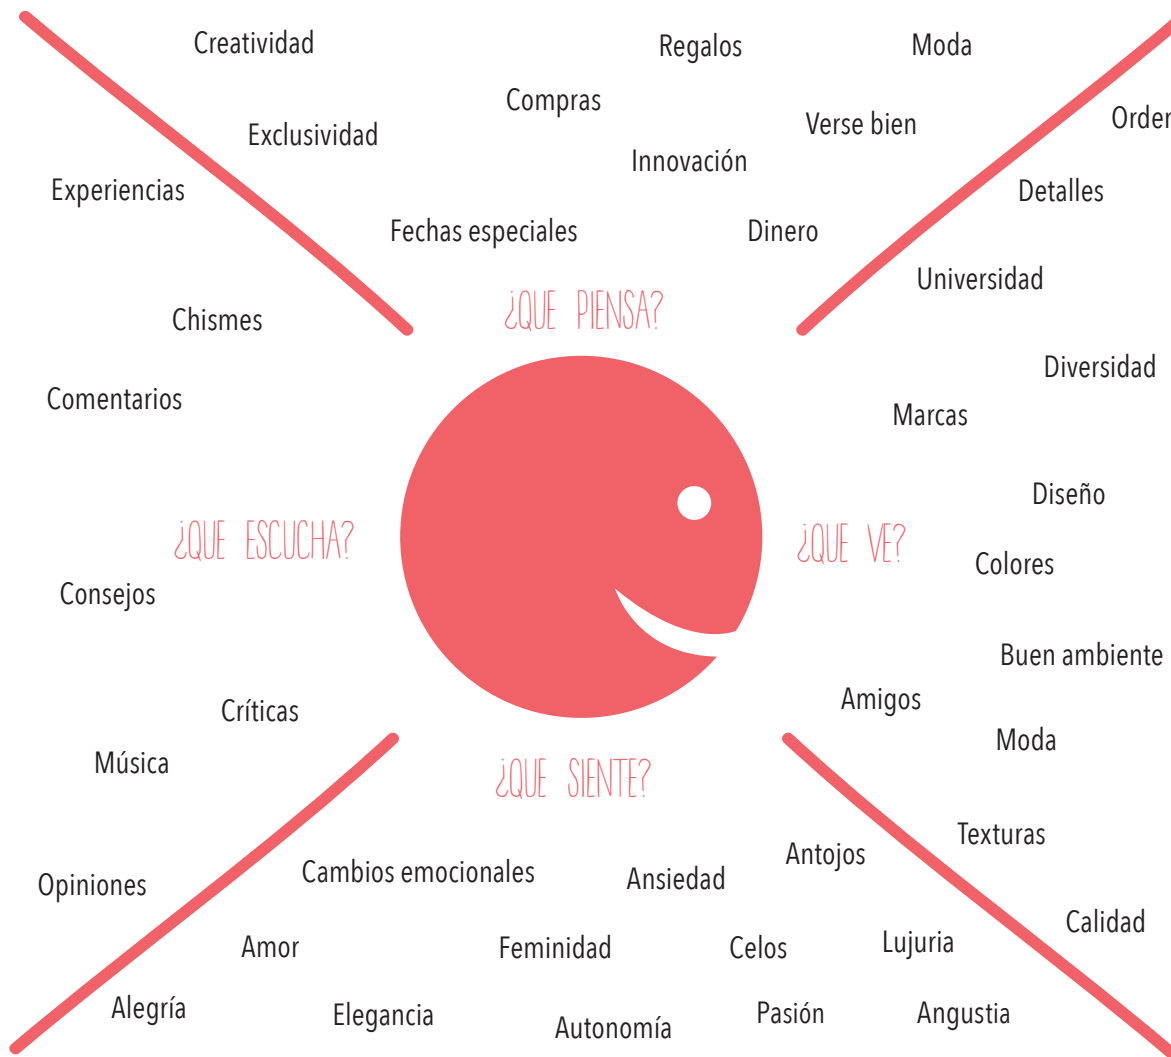 Creatividad
Regalos
Moda
Compras
Exclusividad
Verse bien
Innovación
Fechas especiales
Dinero
¿QUE PIENSA?
Experiencias
Chismes
Comentarios
¿QUE ESCUCHA?
Consejos
Críticas
Música
Opiniones
Orden
Detalles
Universidad
Diversidad
Marcas
Diseño
¿QUE VE?
Colores
Buen ambiente
Amigos
Moda
Texturas
Calidad
¿QUE SIENTE?
Cambios emocionales
Ansiedad
Antojos
Amor
Feminidad
Celos
Lujuria
Alegría
Elegancia
Autonomía
Pasión
Angustia